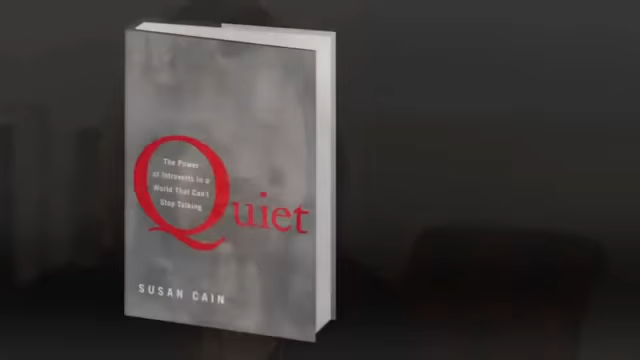 The Power
of Introverts in a
World That Can't
Stop Talking
Quiet
SUSAN CAIN